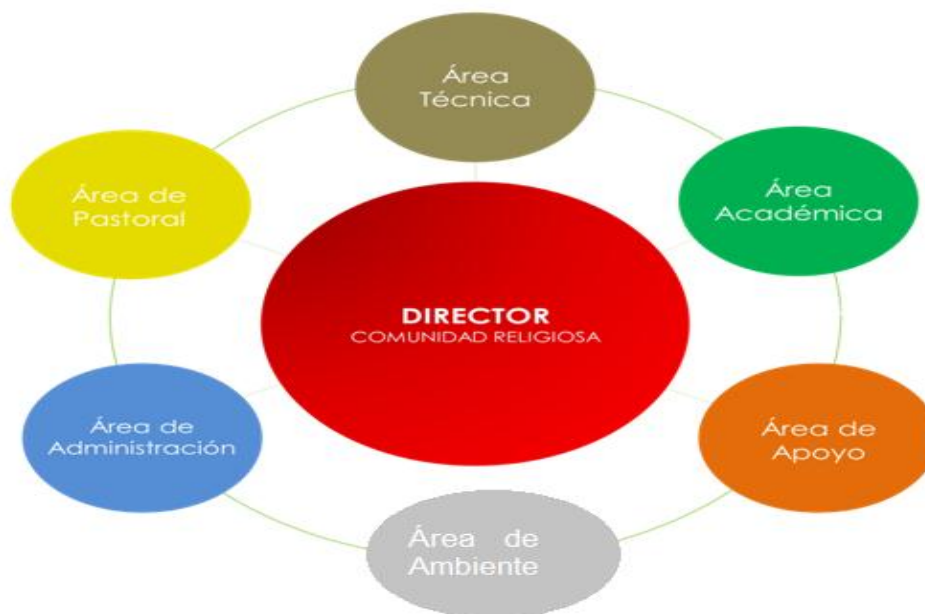 Área
Técnica
Área
Académica
Área de
Apoyo
Área de
Ambiente
Área de
Administración
Área de
Pastoral
DIRECTOR
COMUNIDAD RELIGIOSA